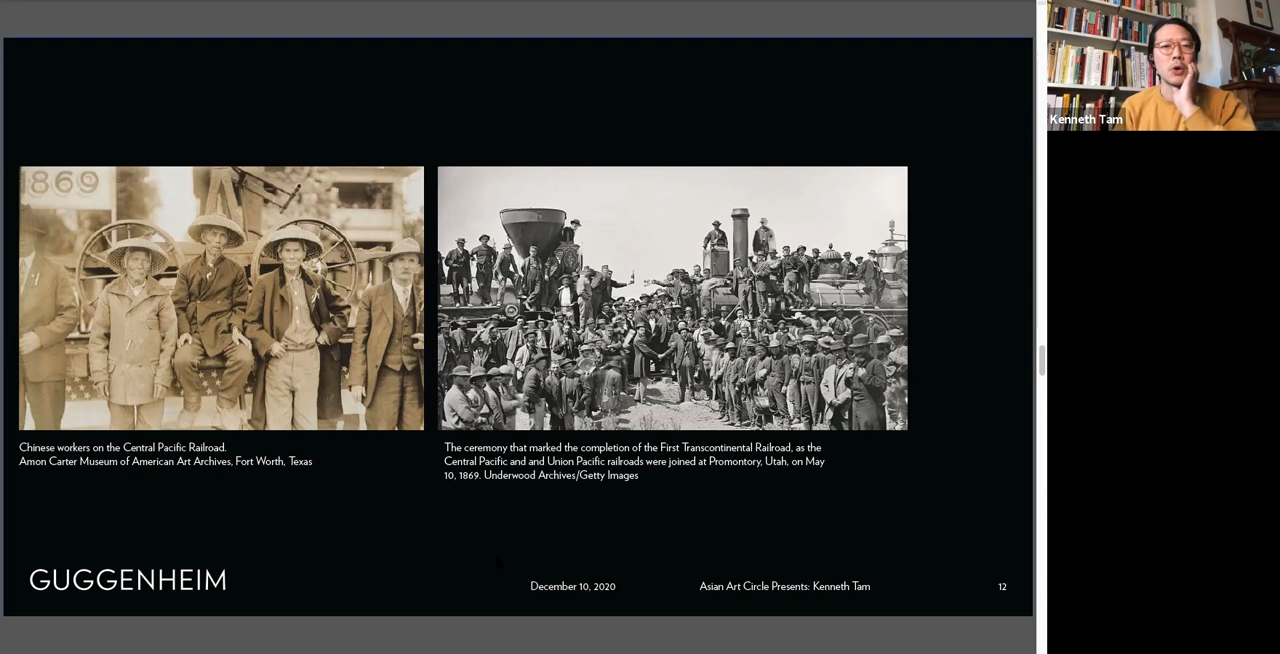 1869
Chinese workers on the Central Pacific Railroad.
Amon Carter Museum of American Art Archives, Fort Worth, Texas
The ceremony that marked the completion of the First Transcontinental Railroad, as the
Central Pacific and and Union Pacific railroads were joined at Promontory, Utah, on May
10, 1869. Underwood Archives/Getty Images
GUGGENHEIM
December 10, 2020
Asian Art Circle Presents: Kenneth Tam
12
Kenneth Tam